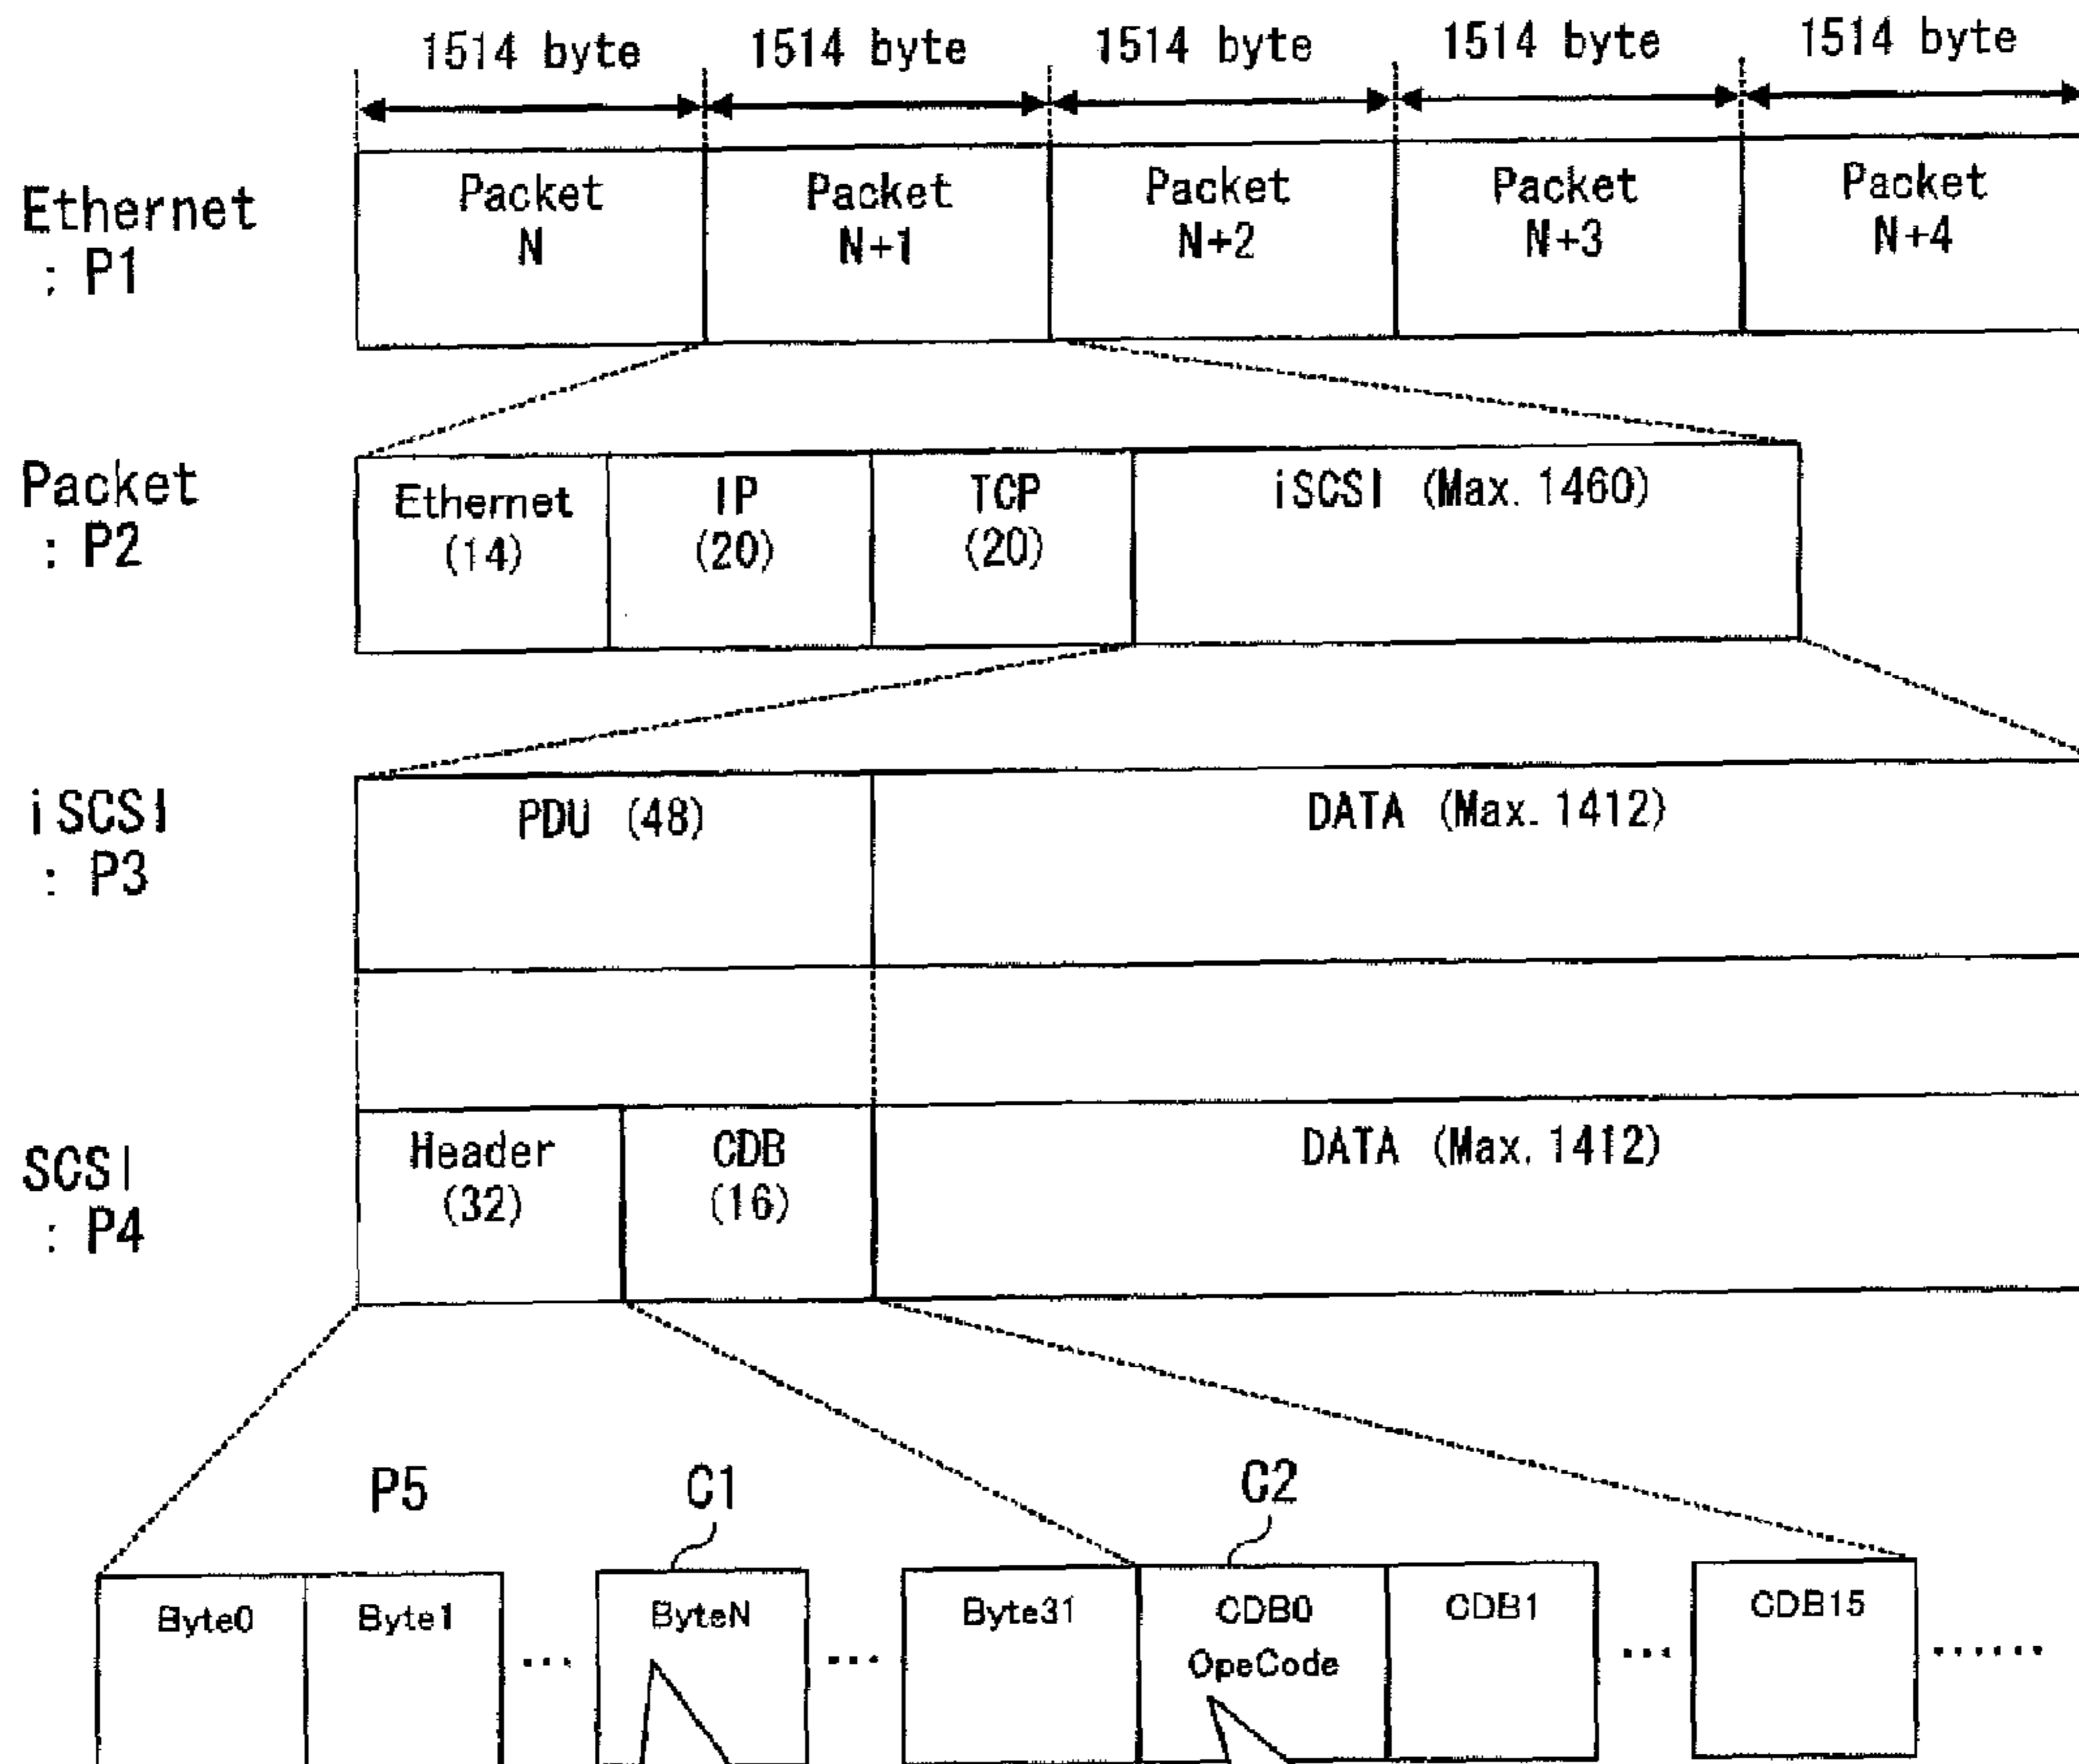 1514 byte 1514 byte 1514 byte 1514 byte 1514 byte
Ethernet
: P1
Packet
N
Packet
N+1
Packet
N+2
Packet
N+3
Packet
N+4
Packet
: P2
Ethernet
(14)
IP
(20)
TCP
(20)
iSCSI (Max. 1460)
iSCSI
: P3
PDU (48)
DATA (Max. 1412)
SCSI
: P4
Header
(32)
CDB
(16)
DATA (Max. 1412)
P5
C1
C2
Byte0
Byte1
...
ByteN
...
Byte31
CDB0
OpeCode
CDB1
...
CDB15
......